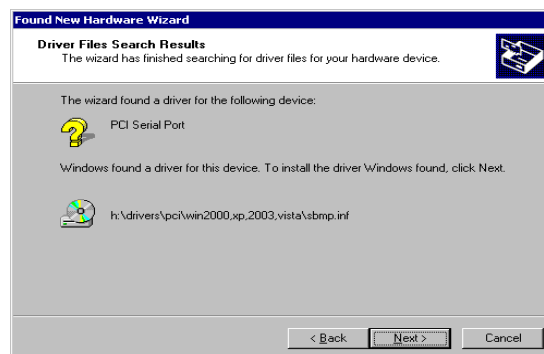 Found New Hardware Wizard
Driver Files Search Results
The wizard has finished searching for driver files for your hardware device.
The wizard found a driver for the following device:
PCI Serial Port
Windows found a driver for this device. To install the driver Windows found, click Next.
h:\drivers\pci\win2000,xp,2003,vista\sbmp.inf
< Back
Next >
Cancel